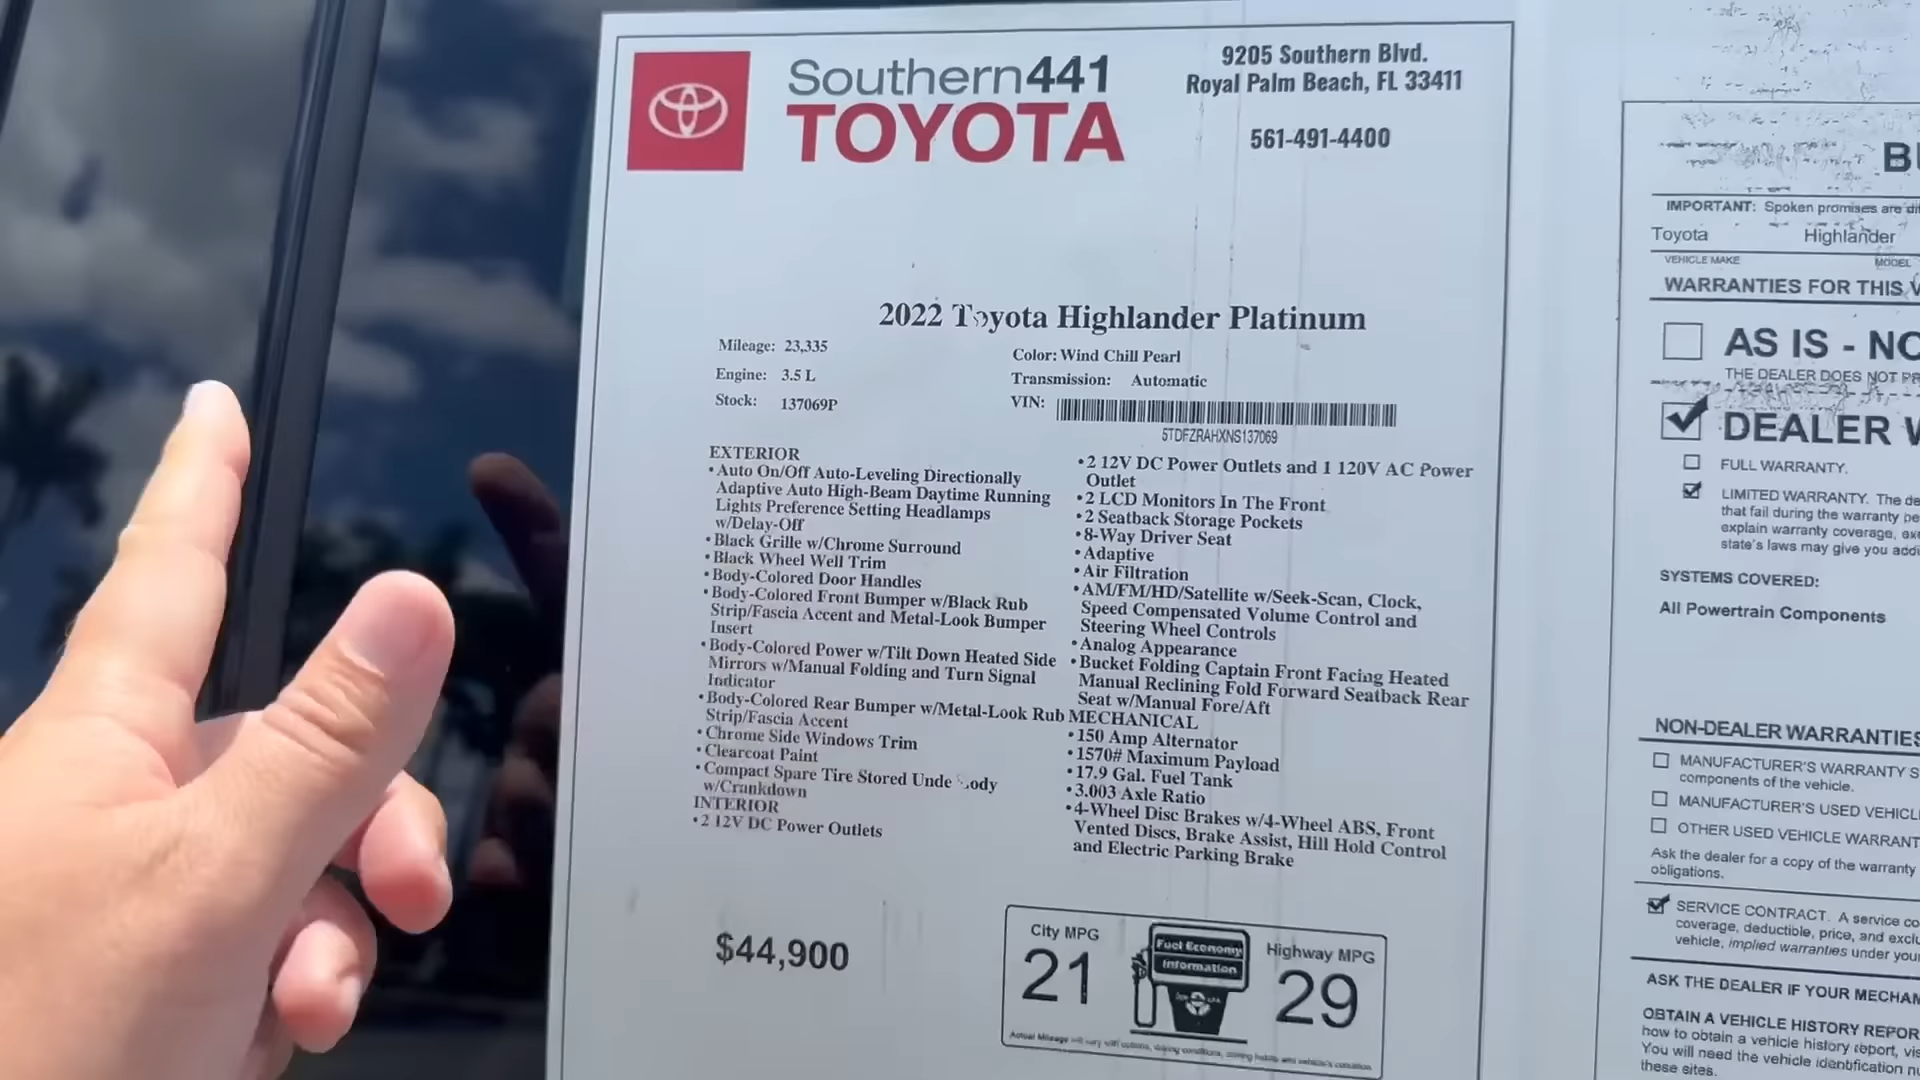 Southern441
TOYOTA
9205 Southern Blvd.
Royal Palm Beach, FL 33411
561-491-4400
2022 Toyota Highlander Platinum
Mileage: 23,335
Engine: 3.5 L
Stock: 137069P
Color: Wind Chill Pearl
Transmission: Automatic
VIN:
5TDFZRAHXNS137069
EXTERIOR
• Auto On/Off Auto-Leveling Directionally
Adaptive Auto High-Beam Daytime Running
Lights Preference Setting Headlamps
w/Delay-Off
• Black Grille w/Chrome Surround
• Black Wheel Well Trim
• Body-Colored Door Handles
• Body-Colored Front Bumper w/Black Rub
Strip/Fascia Accent and Metal-Look Bumper
Insert
• Body-Colored Power w/Tilt Down Heated Side
Mirrors w/Manual Folding and Turn Signal
Indicator
• Body-Colored Rear Bumper w/Metal-Look Rub
Strip/Fascia Accent
• Chrome Side Windows Trim
• Clearcoat Paint
• Compact Spare Tire Stored
w/Crankdown
INTERIOR
• 2 12V DC Power Outlets
• 2 12V DC Power Outlets and 1 120V AC Power
Outlet
• 2 LCD Monitors In The Front
• 2 Seatback Storage Pockets
• 8-Way Driver Seat
• Adaptive
• Air Filtration
• AM/FM/HD/Satellite w/Seek-Scan, Clock,
Speed Compensated Volume Control and
Steering Wheel Controls
• Analog Appearance
• Bucket Folding Captain Front Facing Heated
Manual Reclining Fold Forward Seatback Rear
Seat w/Manual Fore/Aft
MECHANICAL
• 150 Amp Alternator
• 1570# Maximum Payload
• 17.9 Gal. Fuel Tank
• 3.003 Axle Ratio
• 4-Wheel Disc Brakes w/4-Wheel ABS, Front
Vented Discs, Brake Assist, Hill Hold Control
and Electric Parking Brake
$44,900
City MPG
21
Fuel Economy
Information
Highway MPG
29
Actual Mileage will vary with options, driving conditions, driving habits and vehicle's condition
IMPORTANT: Spoken promises are
Toyota Highlander
VEHICLE MAKE MODEL
WARRANTIES FOR THIS
AS IS - NO
THE DEALER DOES NOT
DEALER
FULL WARRANTY.
LIMITED WARRANTY. The
that fail during the warranty
explain warranty coverage,
state's laws may give you
SYSTEMS COVERED:
All Powertrain Components
NON-DEALER WARRANTIES
MANUFACTURER'S WARRANTY
components of the vehicle.
MANUFACTURER'S USED
OTHER USED VEHICLE
Ask the dealer for a copy of the warranty
obligations.
SERVICE CONTRACT. A service
coverage, deductible, price, and
vehicle, implied warranties under
ASK THE DEALER IF YOUR
OBTAIN A VEHICLE HISTORY
how to obtain a vehicle history report,
You will need the vehicle identification
these sites.